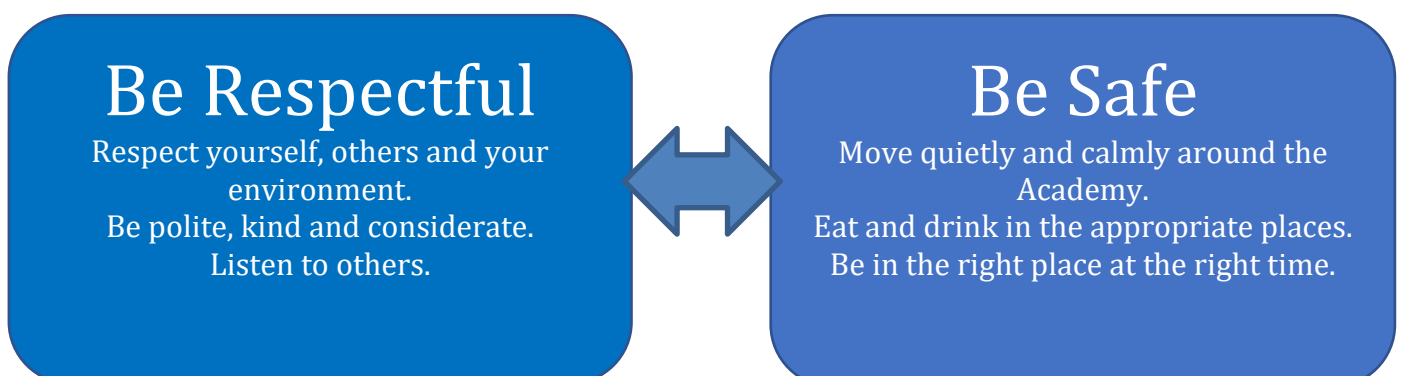 Be Respectful
Respect yourself, others and your
environment.
Be polite, kind and considerate.
Listen to others.
Be Safe
Move quietly and calmly around the
Academy.
Eat and drink in the appropriate places.
Be in the right place at the right time.